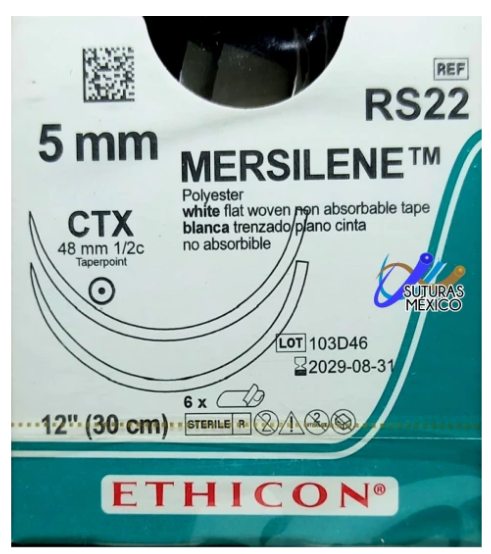 REF
RS22
5 mm
MERSILENE™
Polyester
white flat woven non absorbable tape
blanca trenzado plano cinta
no absorbible
CTX
48 mm 1/2c
Taperpoint
SUTURAS
MÉXICO
LOT 103D46
2029-08-31
6 x
12" (30 cm) STERILE R 2
ETHICON®